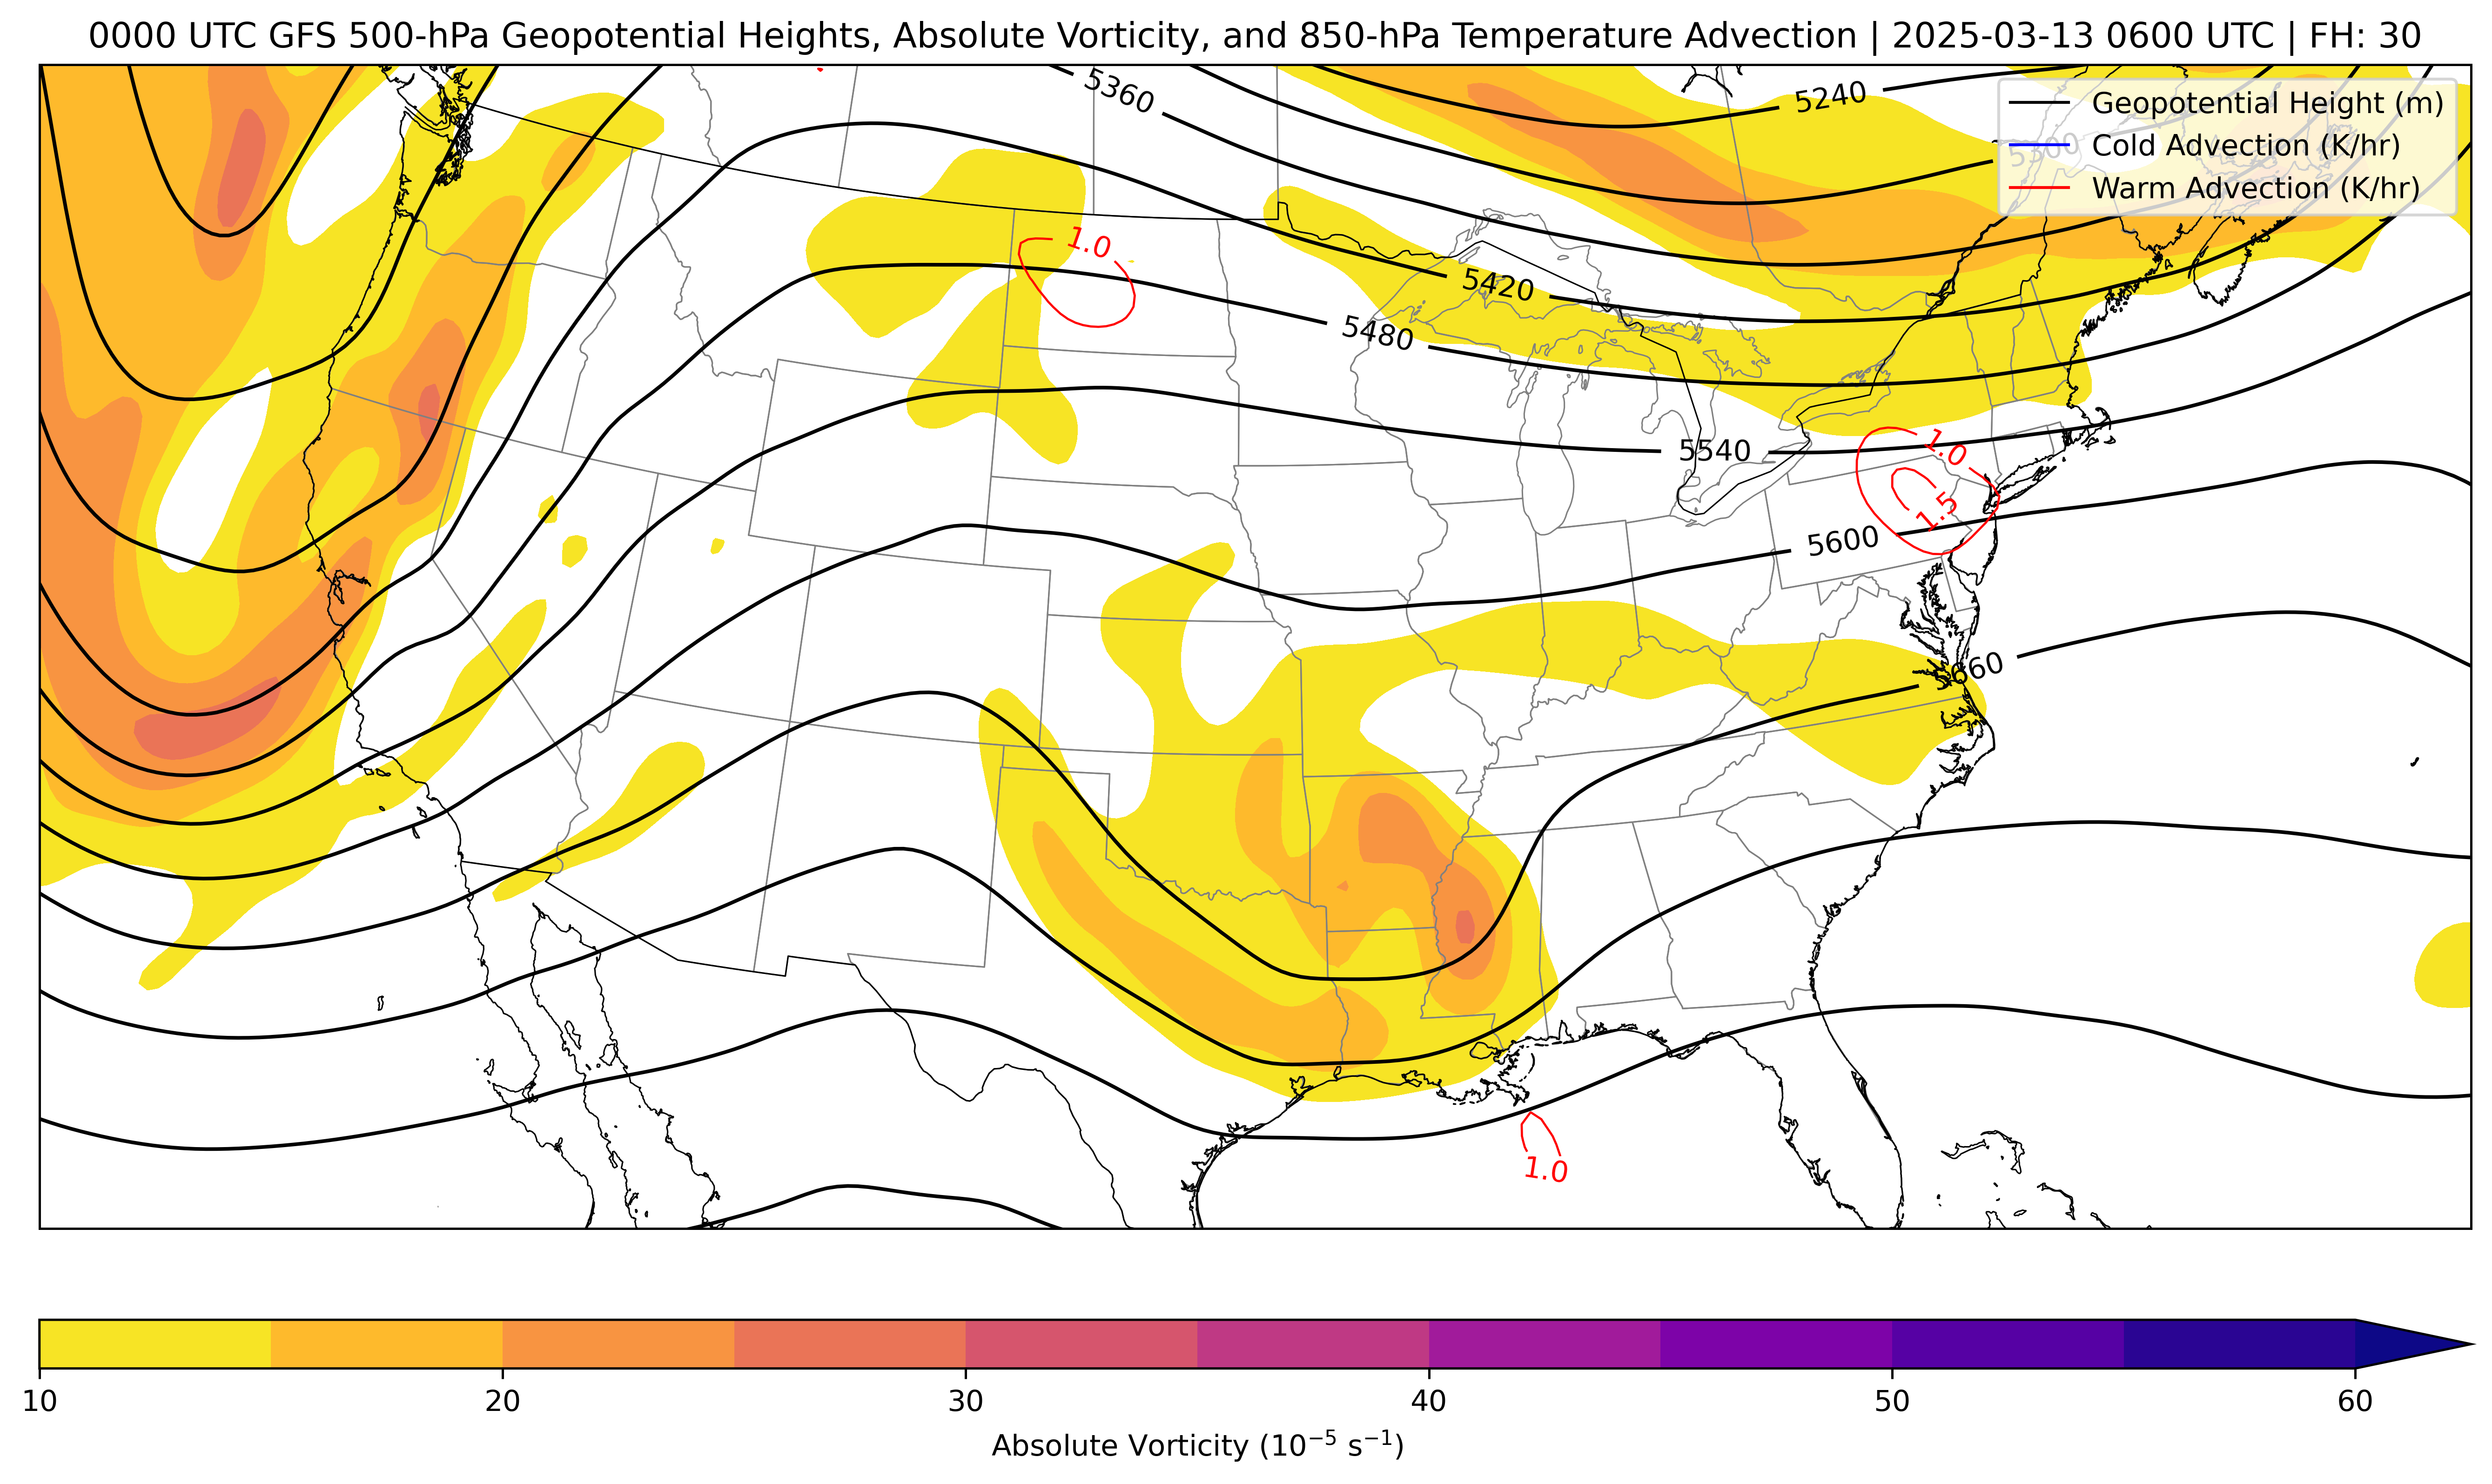 0000 UTC GFS 500-hPa Geopotential Heights, Absolute Vorticity, and 850-hPa Temperature Advection | 2025-03-13 0600 UTC | FH: 30
5360
5240
Geopotential Height (m)
5300
Cold Advection (K/hr)
Warm Advection (K/hr)
1.0
5420
5480
5540
1.0
1.5
5600
5660
1.0
10 20 30 40 50 60
Absolute Vorticity (10⁻⁵ s⁻¹)